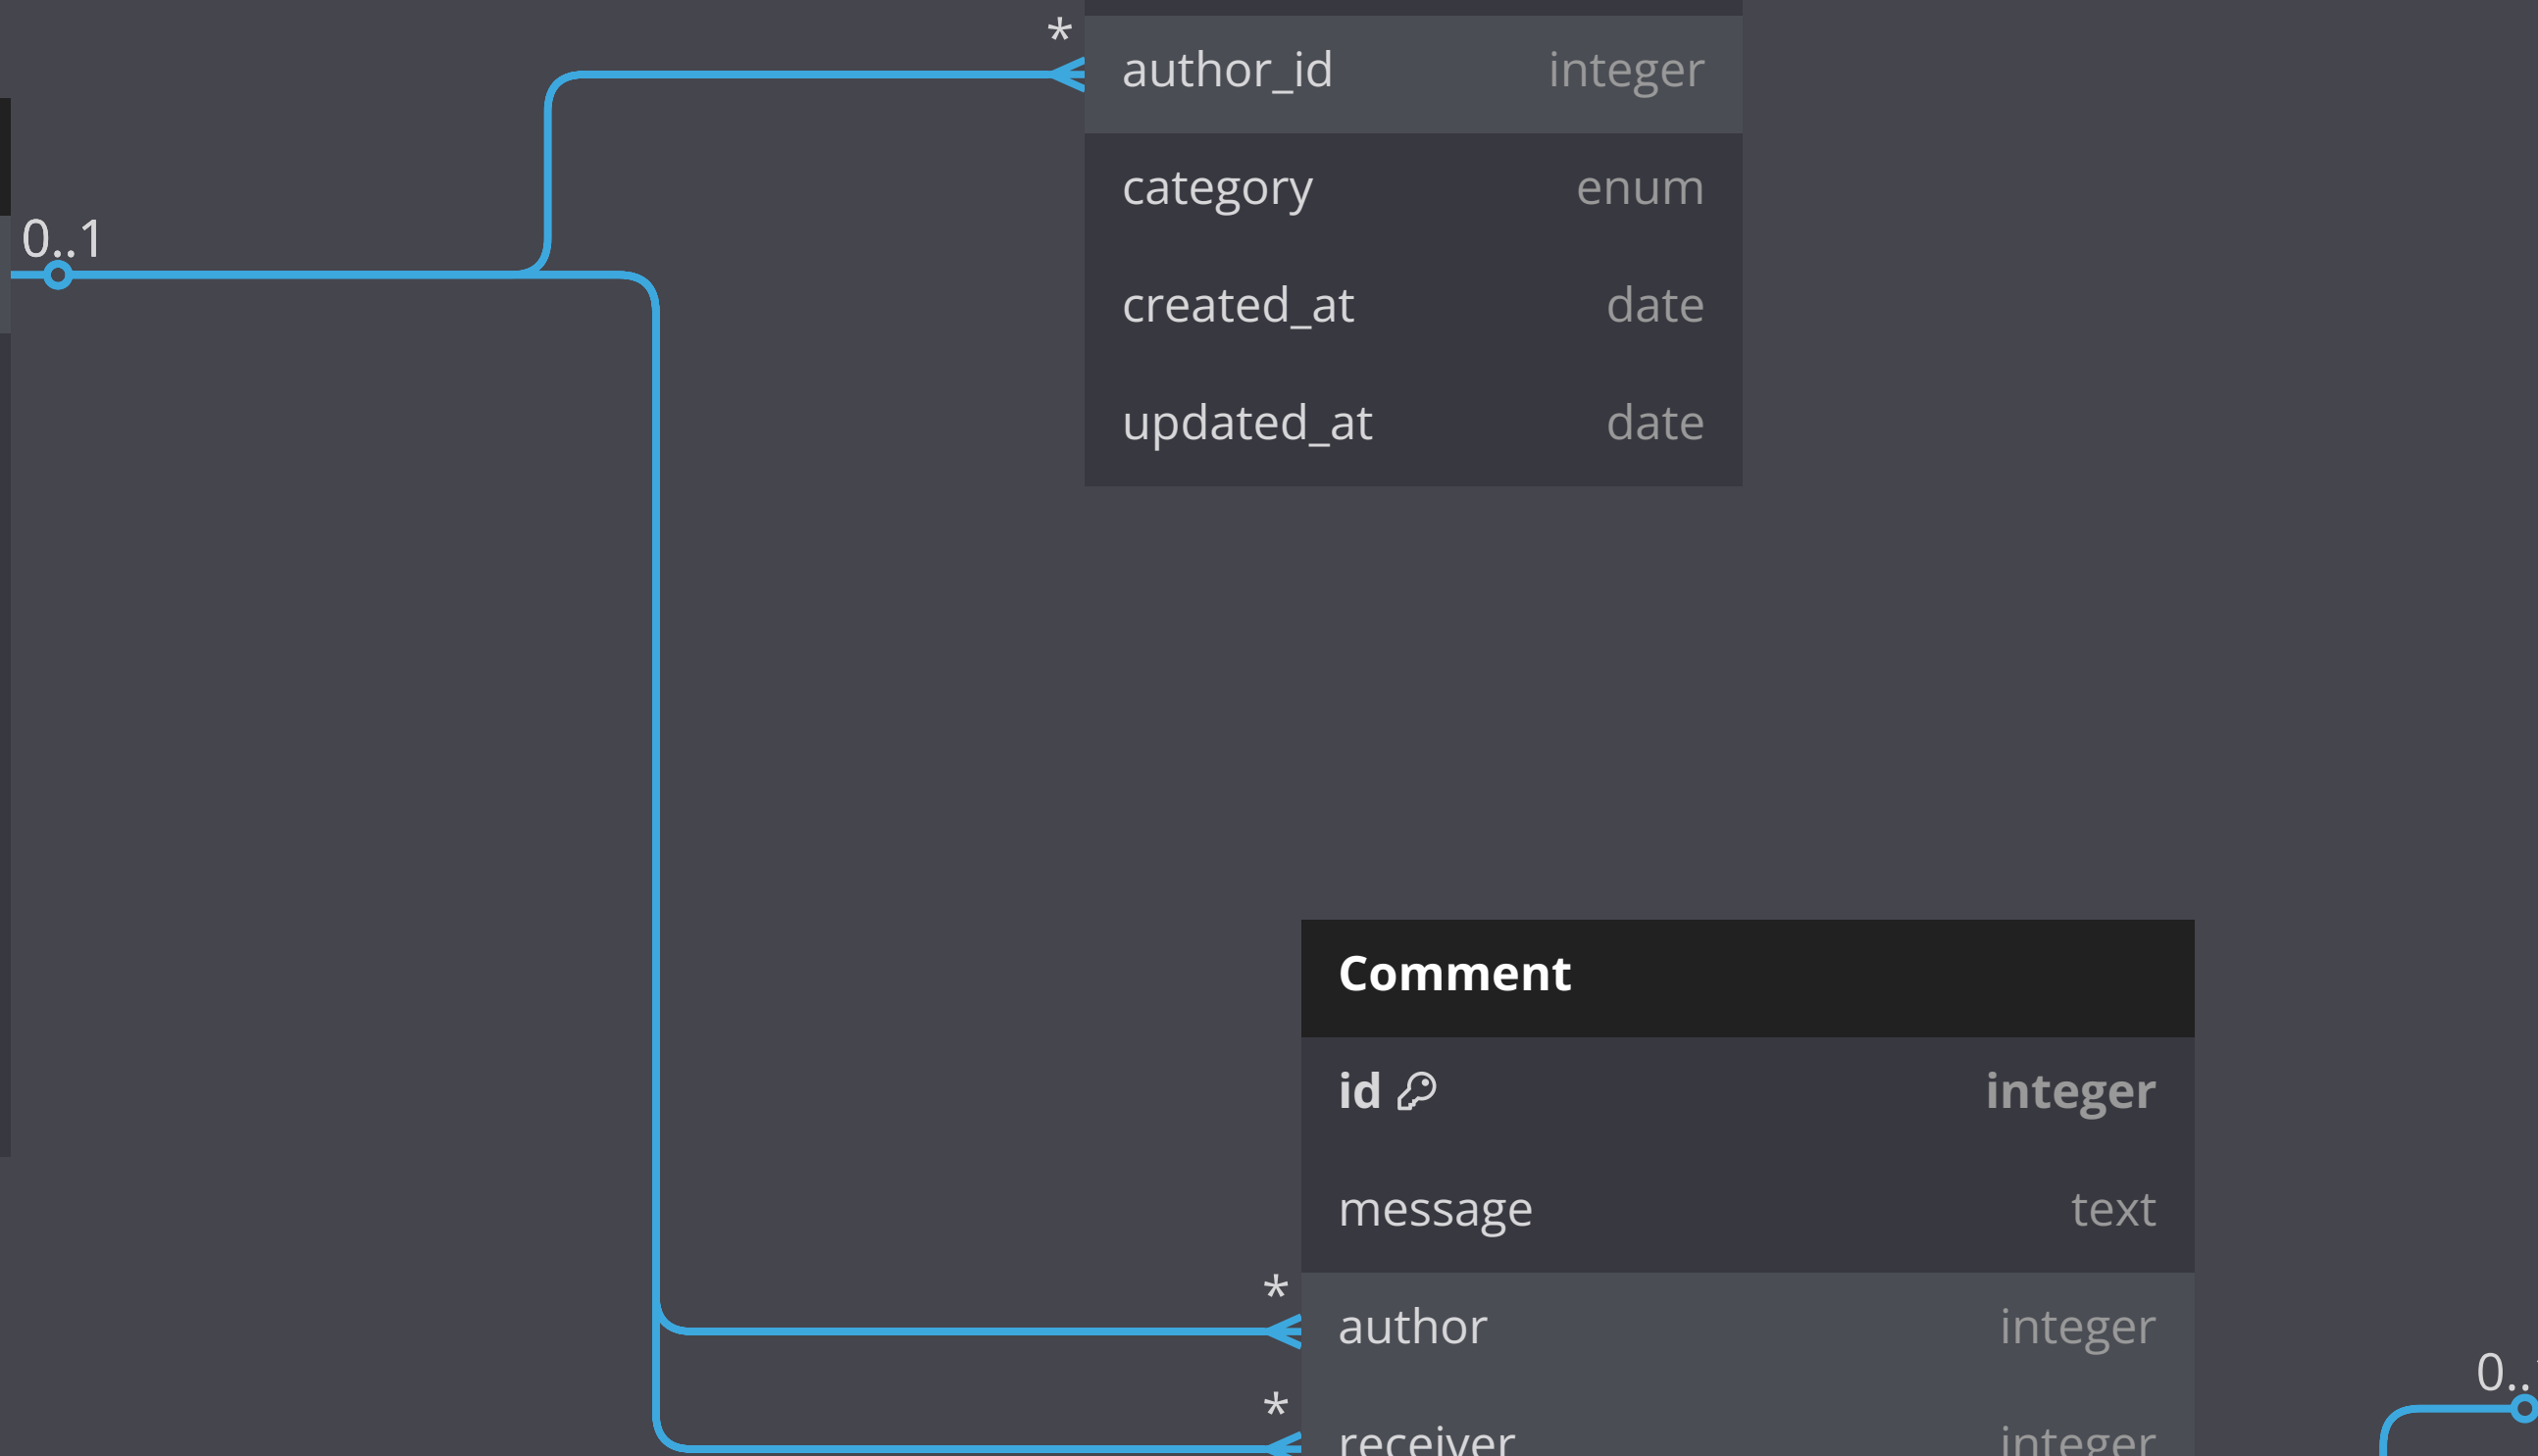 *
author_id integer
category enum
0..1
created_at date
updated_at date
Comment
id integer
message text
*
author integer
0..
*
receiver integer